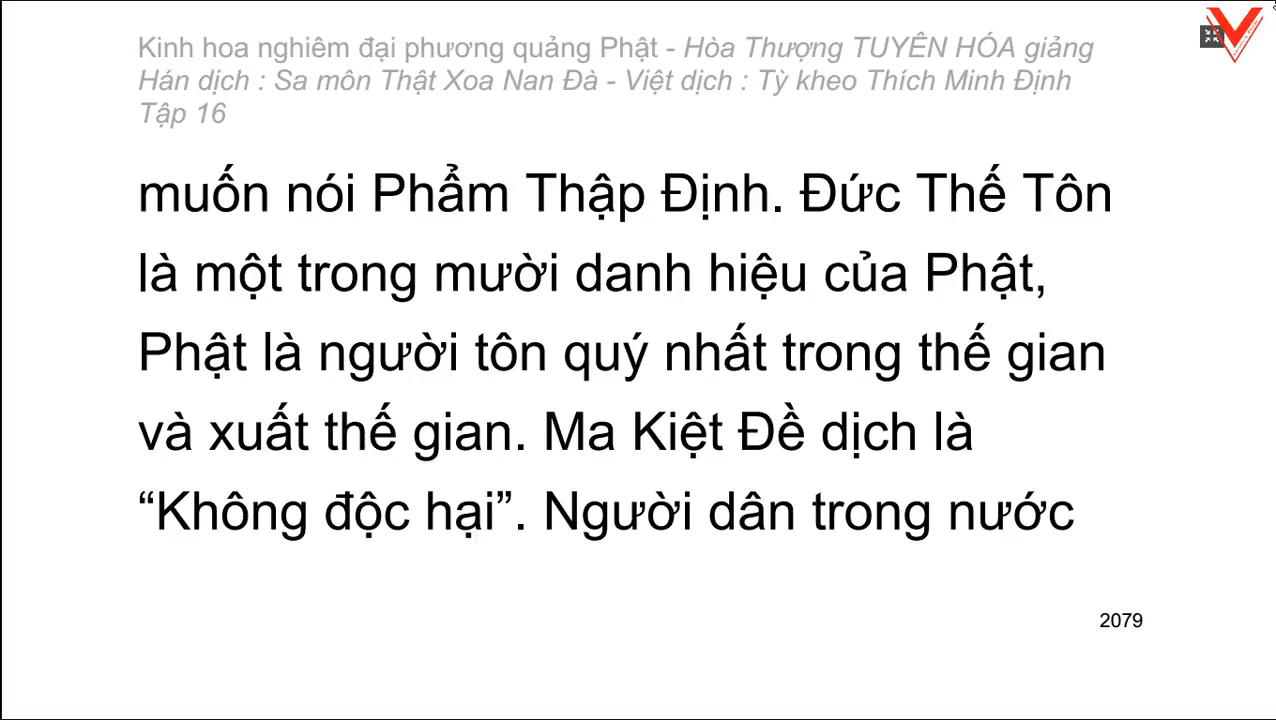 Kinh hoa nghiêm đại phương quảng Phật - Hòa Thượng TUYÊN HÓA giảng
Hán dịch : Sa môn Thật Xoa Nan Đà - Việt dịch : Tỳ kheo Thích Minh Định
Tập 16
muốn nói Phẩm Thập Định. Đức Thế Tôn
là một trong mười danh hiệu của Phật,
Phật là người tôn quý nhất trong thế gian
và xuất thế gian. Ma Kiệt Đề dịch là
“Không độc hại”. Người dân trong nước
2079